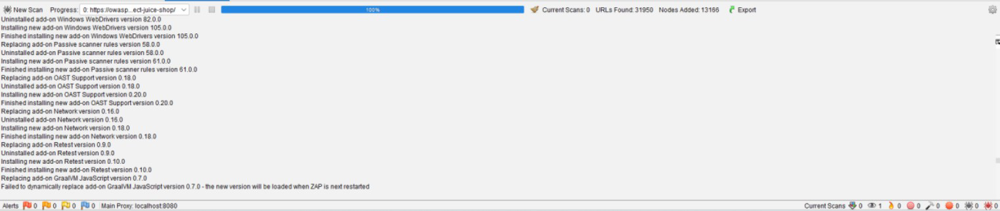 New Scan Progress: 0: https://owasp...ect-juice-shop/ 100% Current Scans: 0 URLs Found: 31950 Nodes Added: 13166 Export
Uninstalled add-on Windows WebDrivers version 82.0.0
Installing new add-on Windows WebDrivers version 105.0.0
Finished installing new add-on Windows WebDrivers version 105.0.0
Replacing add-on Passive scanner rules version 58.0.0
Uninstalled add-on Passive scanner rules version 58.0.0
Installing new add-on Passive scanner rules version 61.0.0
Finished installing new add-on Passive scanner rules version 61.0.0
Replacing add-on OAST Support version 0.18.0
Uninstalled add-on OAST Support version 0.18.0
Installing new add-on OAST Support version 0.20.0
Finished installing new add-on OAST Support version 0.20.0
Replacing add-on Network version 0.16.0
Uninstalled add-on Network version 0.16.0
Installing new add-on Network version 0.18.0
Finished installing new add-on Network version 0.18.0
Replacing add-on Retest version 0.9.0
Uninstalled add-on Retest version 0.9.0
Installing new add-on Retest version 0.10.0
Finished installing new add-on Retest version 0.10.0
Replacing add-on GraalVM JavaScript version 0.7.0
Failed to dynamically replace add-on GraalVM JavaScript version 0.7.0 - the new version will be loaded when ZAP is next restarted
Alerts 0 0 0 0 Main Proxy: localhost:8080 Current Scans 0 1 0 0 0 0 0 0